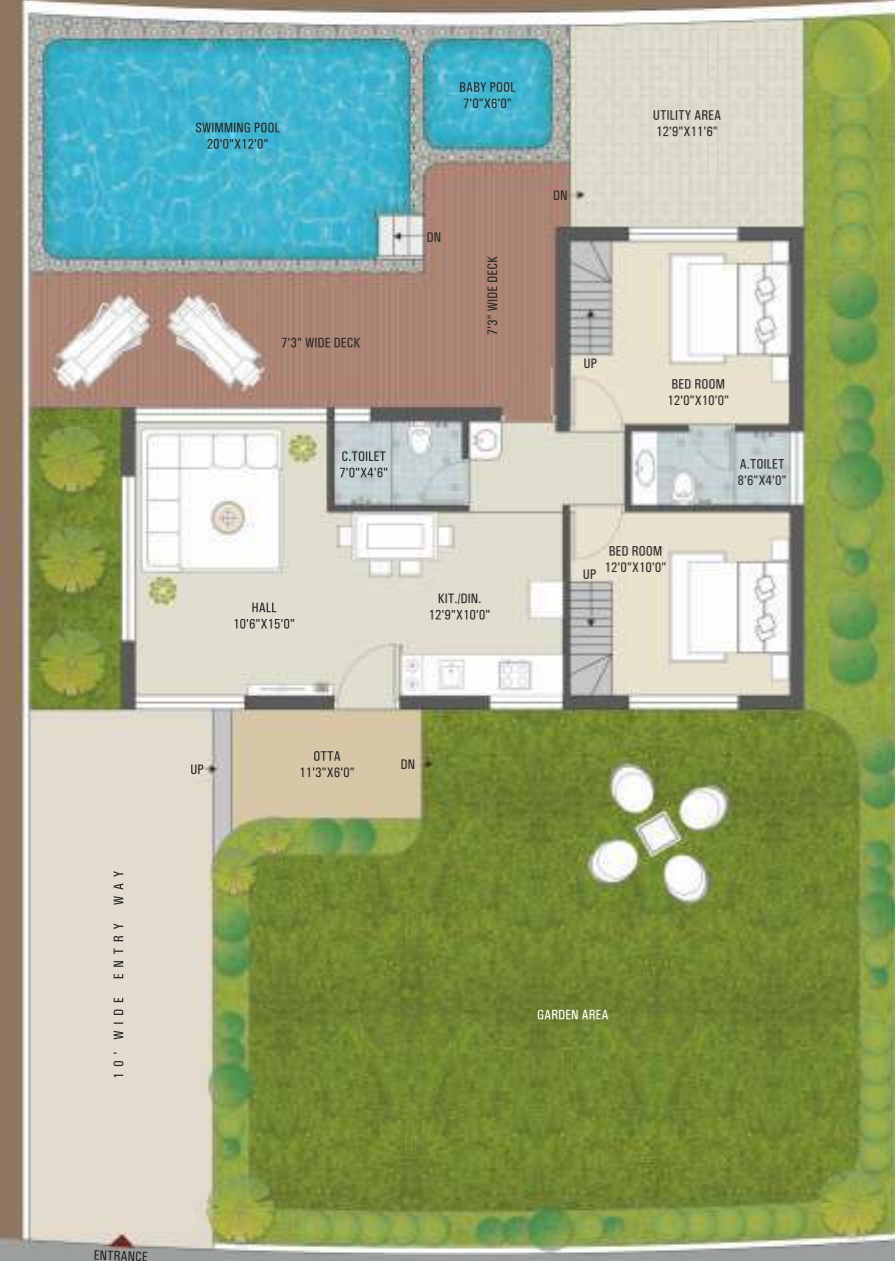 BABY POOL
7'0"X6'0"
SWIMMING POOL
20'0"X12'0"
UTILITY AREA
12'9"X11'6"
DN
DN
7'3" WIDE DECK
7'3" WIDE DECK
UP
BED ROOM
12'0"X10'0"
C.TOILET
7'0"X4'6"
A.TOILET
8'6"X4'0"
BED ROOM
12'0"X10'0"
UP
HALL
10'6"X15'0"
KIT./DIN.
12'9"X10'0"
OTTA
11'3"X6'0"
UP
DN
10' WIDE ENTRY WAY
GARDEN AREA
ENTRANCE